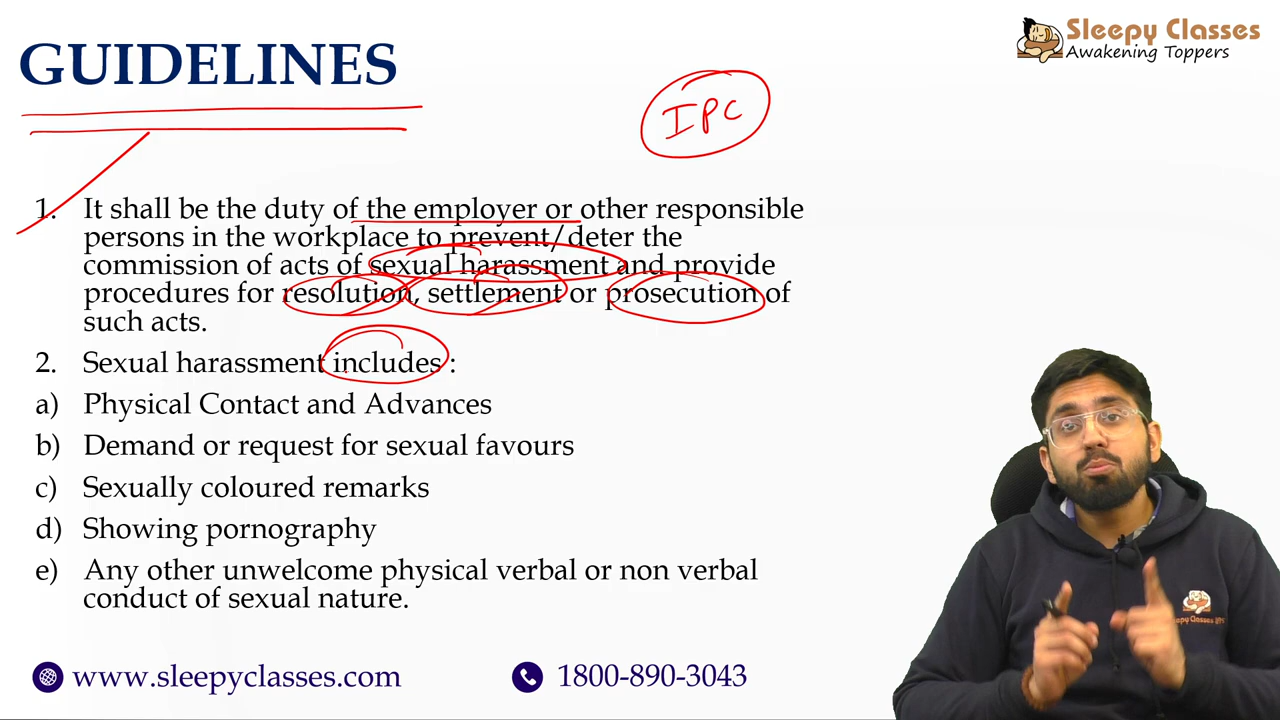 GUIDELINES
Sleepy Classes
Awakening Toppers
IPC
1. It shall be the duty of the employer or other responsible
persons in the workplace to prevent/deter the
commission of acts of sexual harassment and provide
procedures for resolution, settlement or prosecution of
such acts.
2. Sexual harassment includes :
a) Physical Contact and Advances
b) Demand or request for sexual favours
c) Sexually coloured remarks
d) Showing pornography
e) Any other unwelcome physical verbal or non verbal
conduct of sexual nature.
Sleepy Classes
www.sleepyclasses.com
1800-890-3043